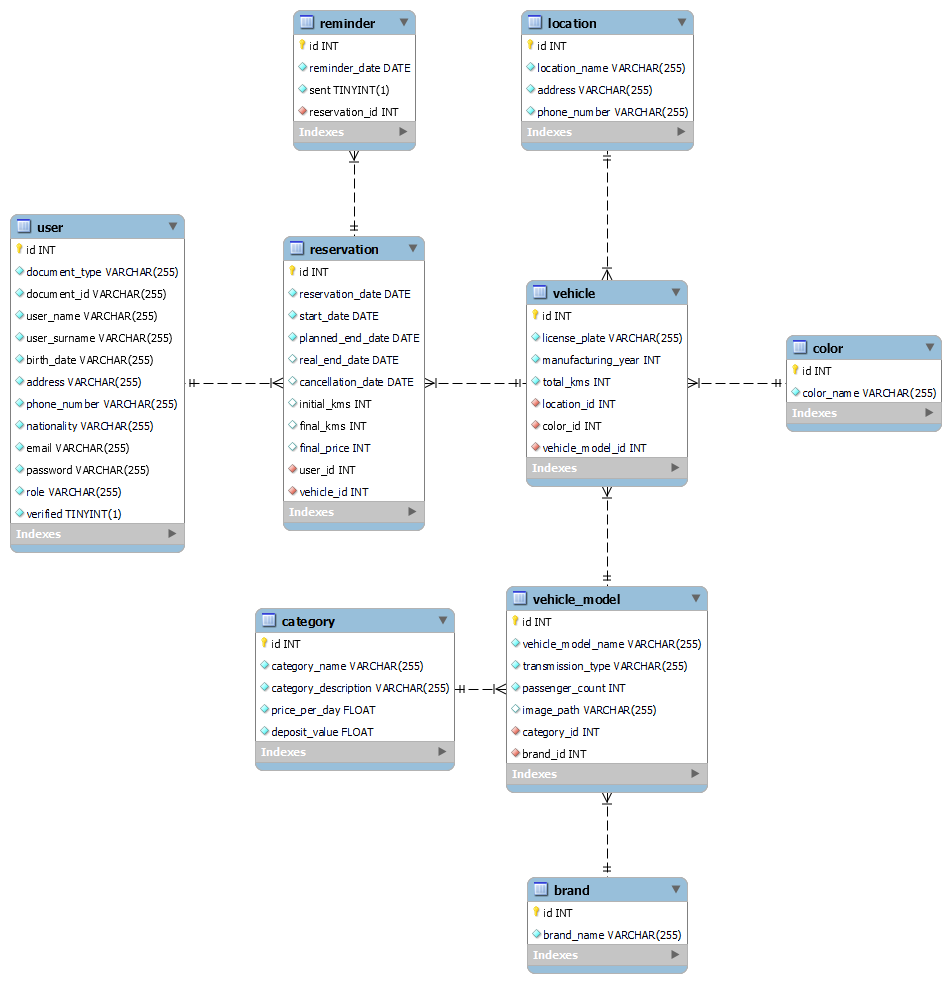 reminder
id INT
reminder_date DATE
sent TINYINT(1)
reservation_id INT
Indexes
location
id INT
location_name VARCHAR(255)
address VARCHAR(255)
phone_number VARCHAR(255)
Indexes
user
id INT
document_type VARCHAR(255)
document_id VARCHAR(255)
user_name VARCHAR(255)
user_surname VARCHAR(255)
birth_date VARCHAR(255)
address VARCHAR(255)
phone_number VARCHAR(255)
nationality VARCHAR(255)
email VARCHAR(255)
password VARCHAR(255)
role VARCHAR(255)
verified TINYINT(1)
Indexes
reservation
id INT
reservation_date DATE
start_date DATE
planned_end_date DATE
real_end_date DATE
cancellation_date DATE
initial_kms INT
final_kms INT
final_price INT
user_id INT
vehicle_id INT
Indexes
vehicle
id INT
license_plate VARCHAR(255)
manufacturing_year INT
total_kms INT
location_id INT
color_id INT
vehicle_model_id INT
Indexes
color
id INT
color_name VARCHAR(255)
Indexes
category
id INT
category_name VARCHAR(255)
category_description VARCHAR(255)
price_per_day FLOAT
deposit_value FLOAT
Indexes
vehicle_model
id INT
vehicle_model_name VARCHAR(255)
transmission_type VARCHAR(255)
passenger_count INT
image_path VARCHAR(255)
category_id INT
brand_id INT
Indexes
brand
id INT
brand_name VARCHAR(255)
Indexes